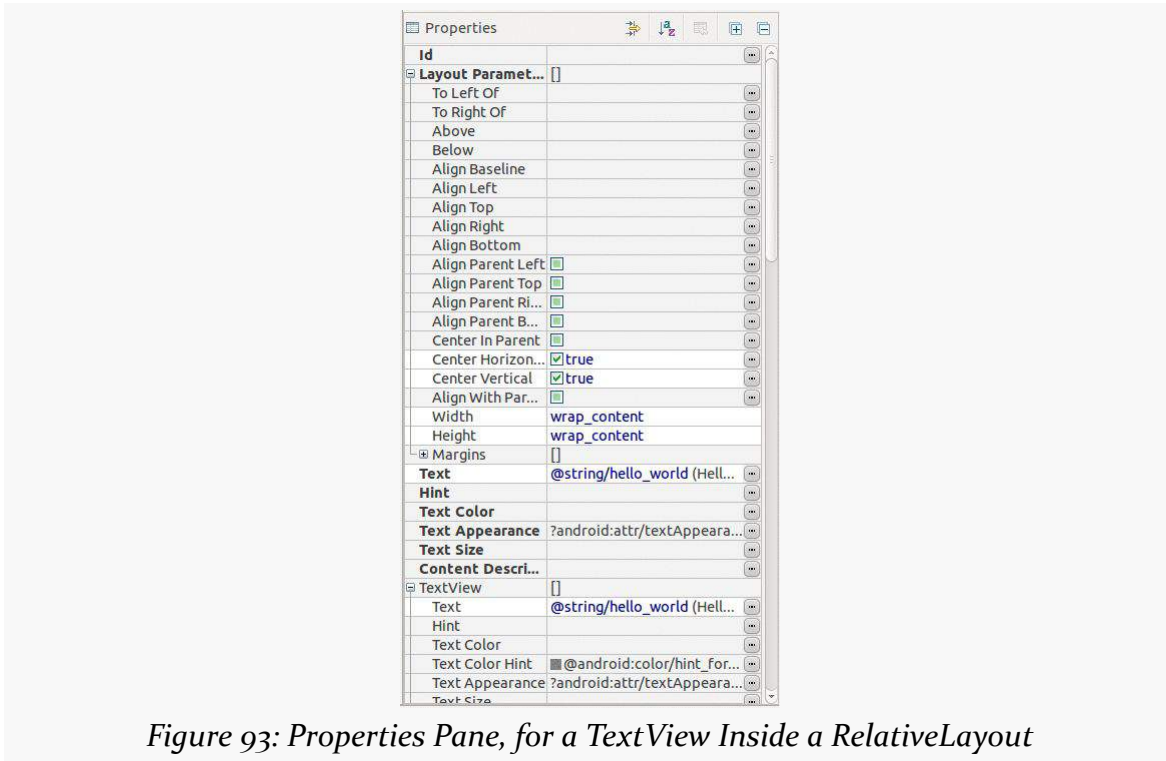 Properties
Id
Layout Paramet... []
To Left Of
To Right Of
Above
Below
Align Baseline
Align Left
Align Top
Align Right
Align Bottom
Align Parent Left
Align Parent Top
Align Parent Ri...
Align Parent B...
Center In Parent
Center Horizon... true
Center Vertical true
Align With Par...
Width wrap_content
Height wrap_content
Margins []
Text @string/hello_world (Hell...
Hint
Text Color
Text Appearance ?android:attr/textAppeara...
Text Size
Content Descri...
TextView []
Text @string/hello_world (Hell...
Hint
Text Color
Text Color Hint @android:color/hint_for...
Text Appearance ?android:attr/textAppeara...
Text Size
Figure 93: Properties Pane, for a TextView Inside a RelativeLayout